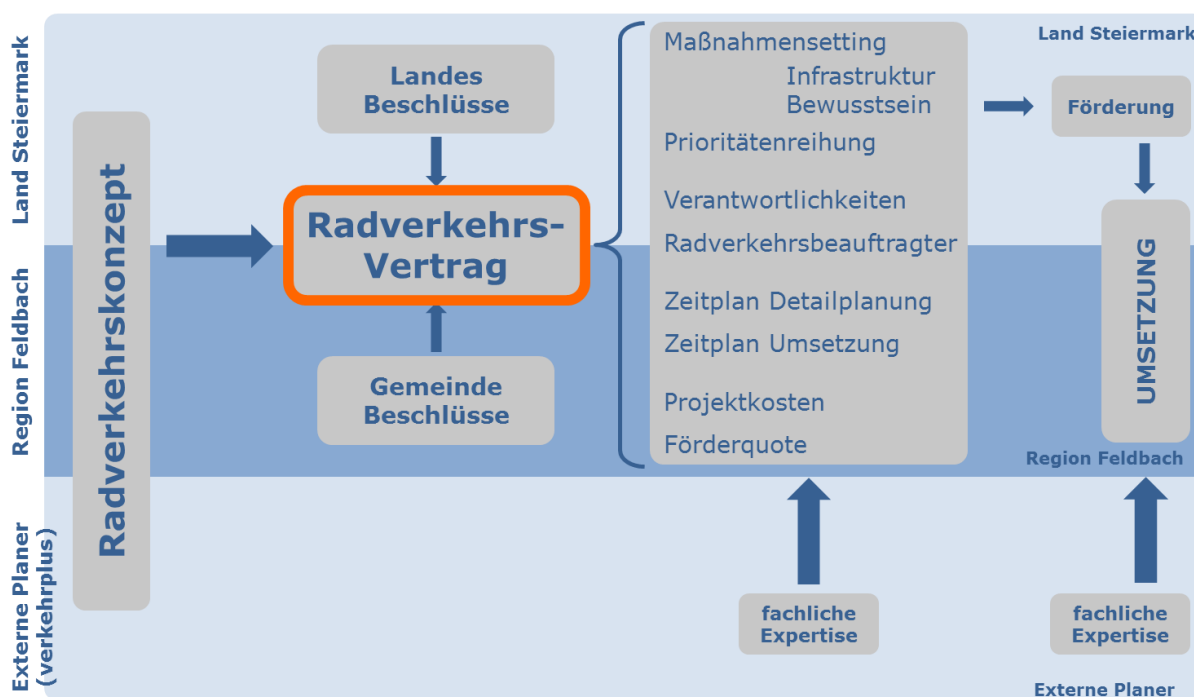 Land Steiermark
Region Feldbach
Externe Planer
(verkehrplus)
Radverkehrskonzept
Landes
Beschlüsse
Radverkehrs-
Vertrag
Gemeinde
Beschlüsse
Maßnahmensetting
Infrastruktur
Bewusstsein
Prioritätenreihung
Verantwortlichkeiten
Radverkehrsbeauftragter
Zeitplan Detailplanung
Zeitplan Umsetzung
Projektkosten
Förderquote
fachliche
Expertise
Land Steiermark
Förderung
UMSETZUNG
Region Feldbach
fachliche
Expertise
Externe Planer